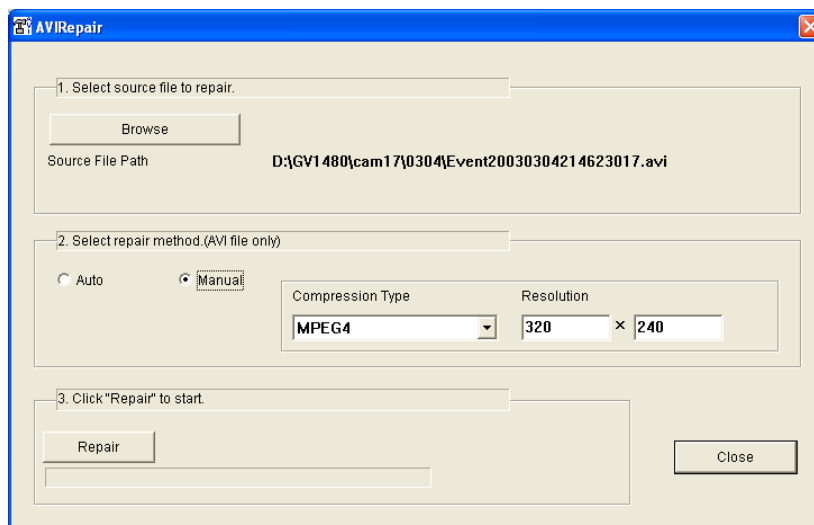 AVIRepair
1. Select source file to repair.
Browse
Source File Path D:\GV1480\cam17\0304\Event20030304214623017.avi
2. Select repair method.(AVI file only)
Auto Manual
Compression Type Resolution
MPEG4 320 × 240
3. Click "Repair" to start.
Repair
Close